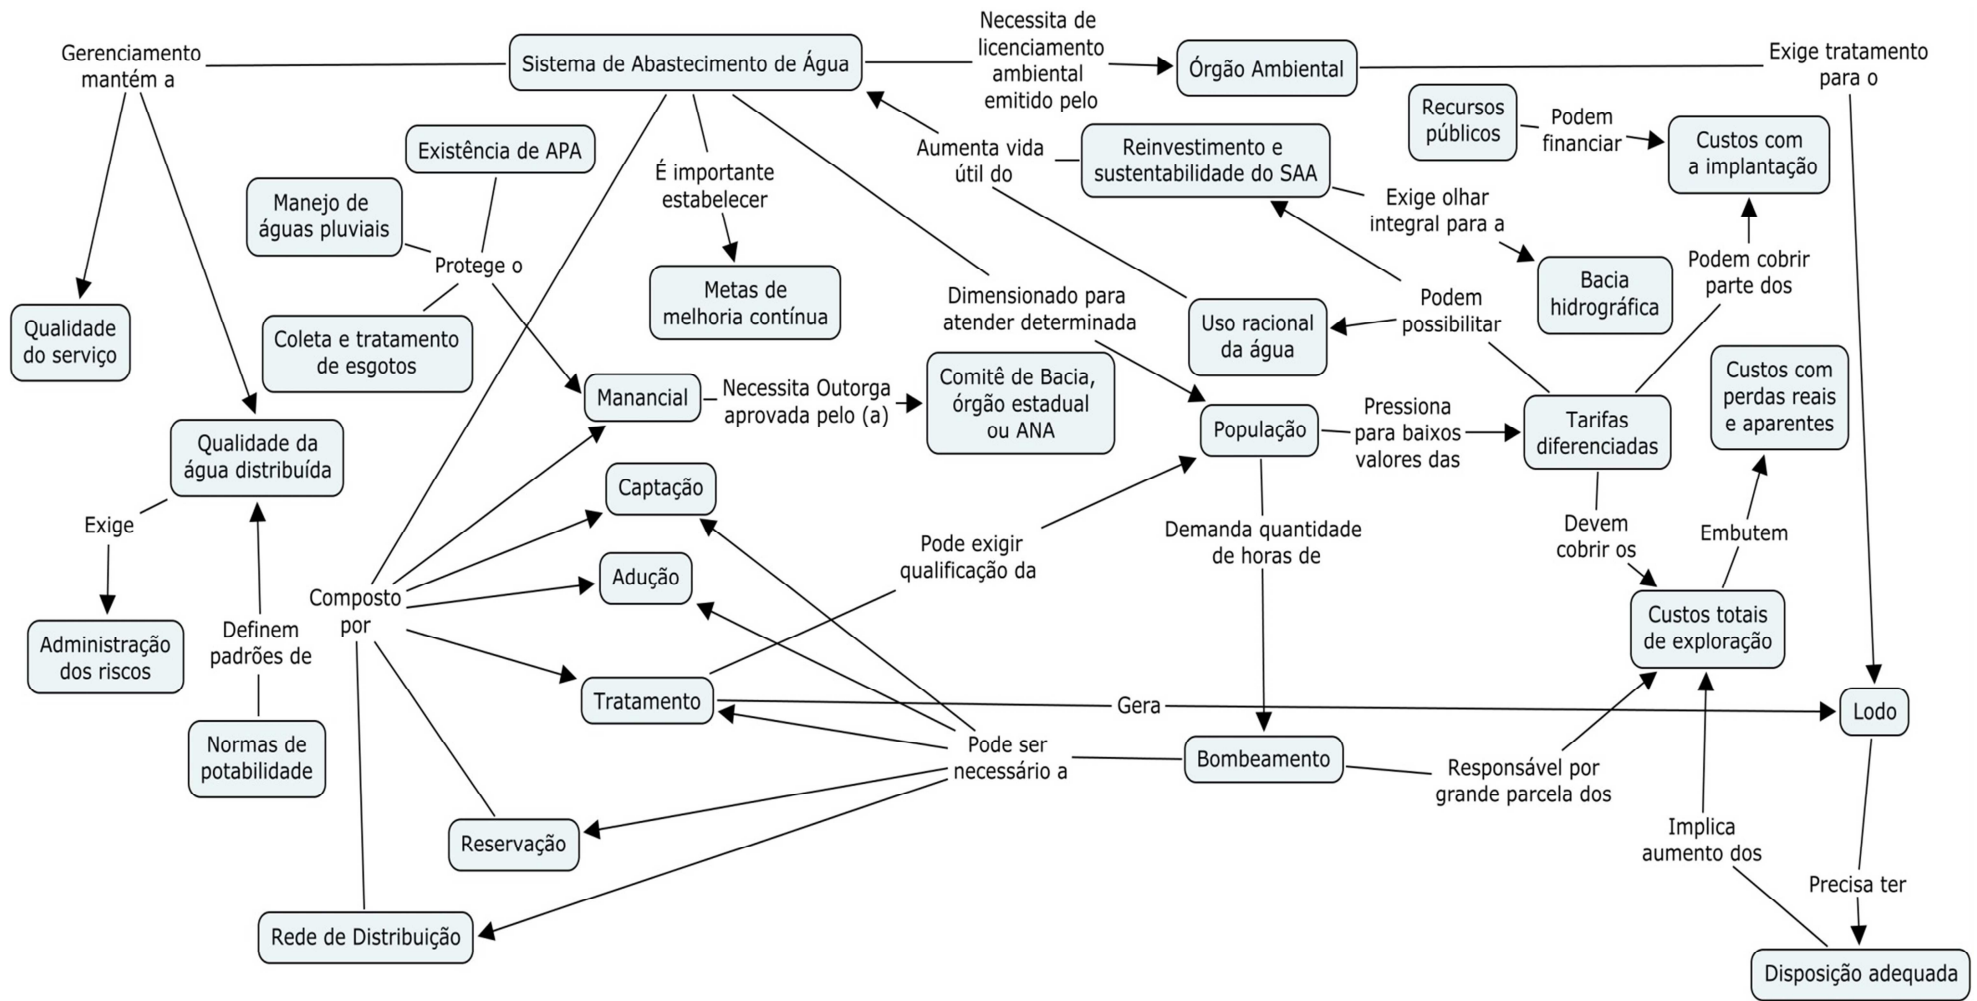 Gerenciamento
mantém a
Sistema de Abastecimento de Água
Necessita de
licenciamento
ambiental
emitido pelo
Órgão Ambiental
Exige tratamento
para o
Recursos
públicos
Podem
financiar
Custos com
a implantação
Existência de APA
É importante
estabelecer
Aumenta vida
útil do
Reinvestimento e
sustentabilidade do SAA
Exige olhar
integral para a
Manejo de
águas pluviais
Protege o
Metas de
melhoria contínua
Dimensionado para
atender determinada
Podem
possibilitar
Bacia
hidrográfica
Podem cobrir
parte dos
Qualidade
do serviço
Coleta e tratamento
de esgotos
Uso racional
da água
Manancial
Necessita Outorga
aprovada pelo (a)
Comitê de Bacia,
órgão estadual
ou ANA
População
Pressiona
para baixos
valores das
Tarifas
diferenciadas
Custos com
perdas reais
e aparentes
Qualidade da
água distribuída
Captação
Exige
Pode exigir
qualificação da
Demanda quantidade
de horas de
Devem
cobrir os
Embutem
Adução
Composto
por
Administração
dos riscos
Definem
padrões de
Custos totais
de exploração
Tratamento
Gera
Lodo
Normas de
potabilidade
Pode ser
necessário a
Bombeamento
Responsável por
grande parcela dos
Reservação
Implica
aumento dos
Precisa ter
Rede de Distribuição
Disposição adequada